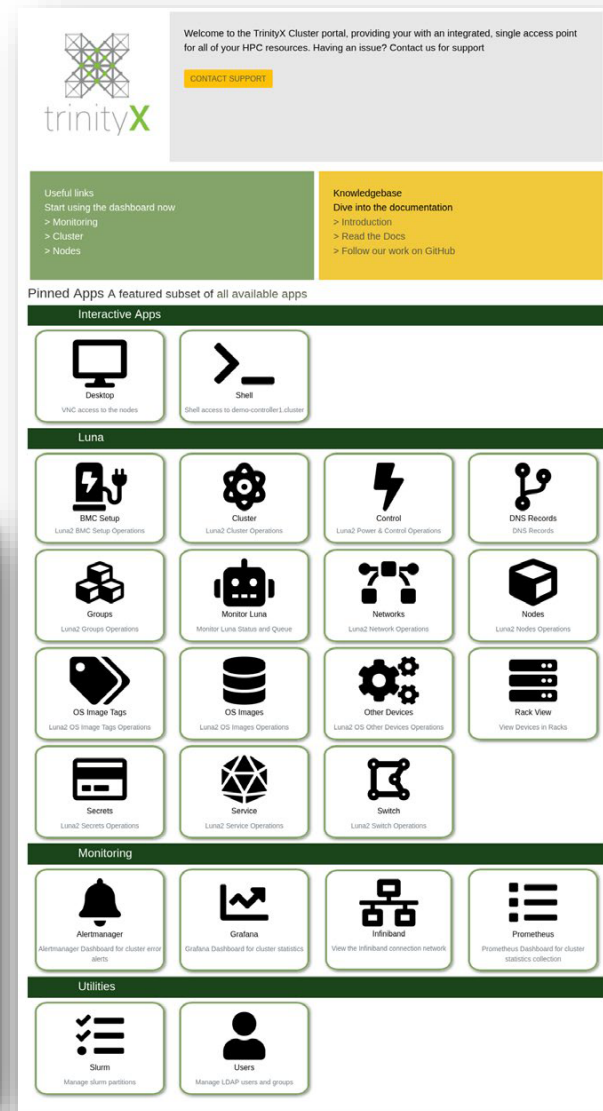 trinityX
Welcome to the TrinityX Cluster portal, providing your with an integrated, single access point
for all of your HPC resources. Having an issue? Contact us for support
CONTACT SUPPORT
Useful links
Start using the dashboard now
> Monitoring
> Cluster
> Nodes
Knowledgebase
Dive into the documentation
> Introduction
> Read the Docs
> Follow our work on GitHub
Pinned Apps A featured subset of all available apps
Interactive Apps
Desktop
VNC access to the nodes
Shell
Shell access to demo-controller1.cluster
Luna
BMC Setup
Luna2 BMC Setup Operations
Cluster
Luna2 Cluster Operations
Control
Luna2 Power & Control Operations
DNS Records
DNS Records
Groups
Luna2 Groups Operations
Monitor Luna
Monitor Luna Status and Queue
Networks
Luna2 Network Operations
Nodes
Luna2 Nodes Operations
OS Image Tags
Luna2 OS Image Tags Operations
OS Images
Luna2 OS Images Operations
Other Devices
Luna2 OS Other Devices Operations
Rack View
View Devices in Racks
Secrets
Luna2 Secrets Operations
Service
Luna2 Service Operations
Switch
Luna2 Switch Operations
Monitoring
Alertmanager
Alertmanager Dashboard for cluster error
alerts
Grafana
Grafana Dashboard for cluster statistics
Infiniband
View the Infiniband connection network
Prometheus
Prometheus Dashboard for cluster
statistics collection
Utilities
Slurm
Manage slurm partitions
Users
Manage LDAP users and groups